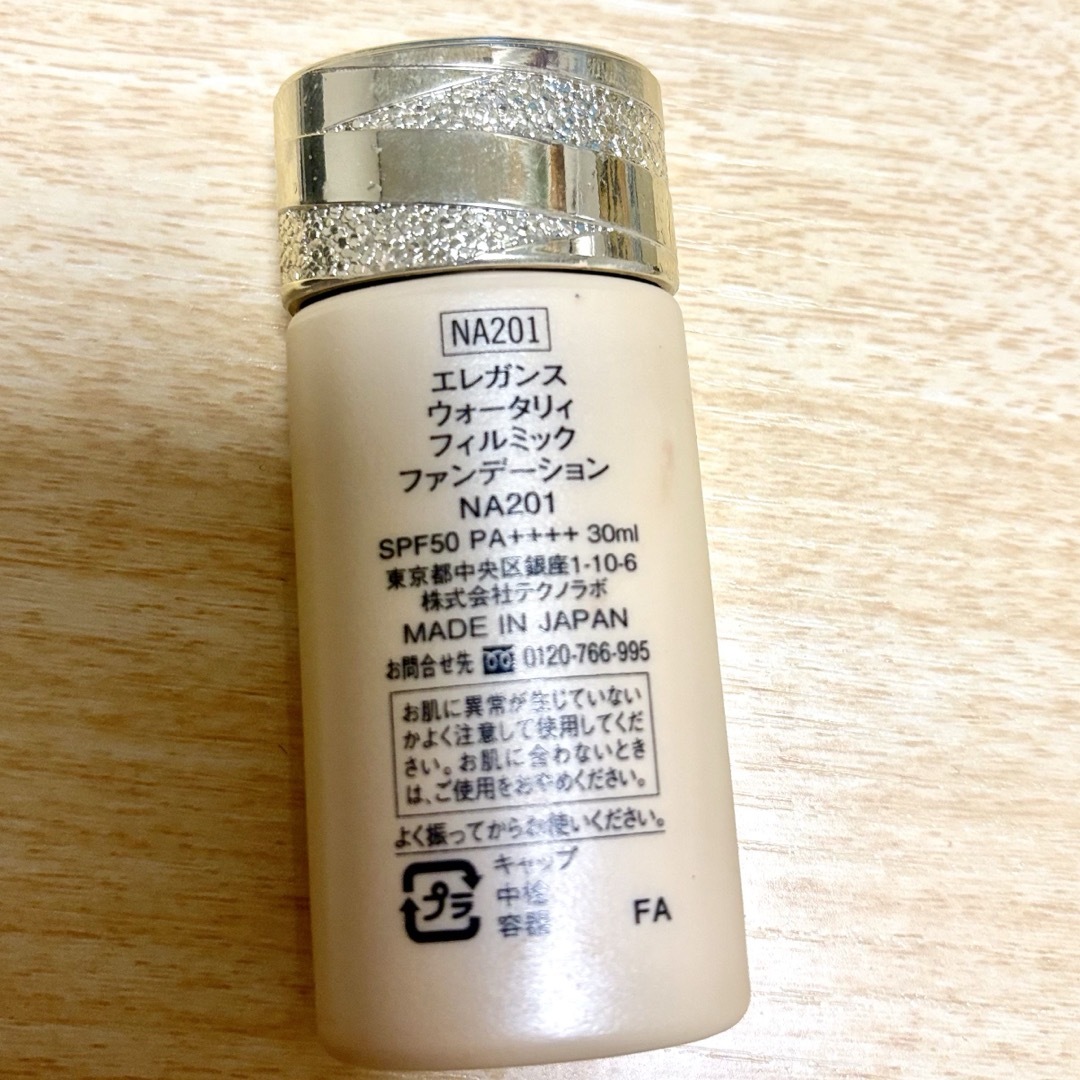 NA201
エレガンス
ウォータリィ
フィルミック
ファンデーション
NA201
SPF50 PA++++ 30ml
東京都中央区銀座1-10-6
株式会社テクノラボ
MADE IN JAPAN
お問合せ先 0120-766-995
お肌に異常が生じていない
かよく注意して使用してくだ
さい。お肌に合わないとき
は、ご使用をおやめください。
よく振ってからお使いください。
プラ
キャップ
中栓
容器
FA